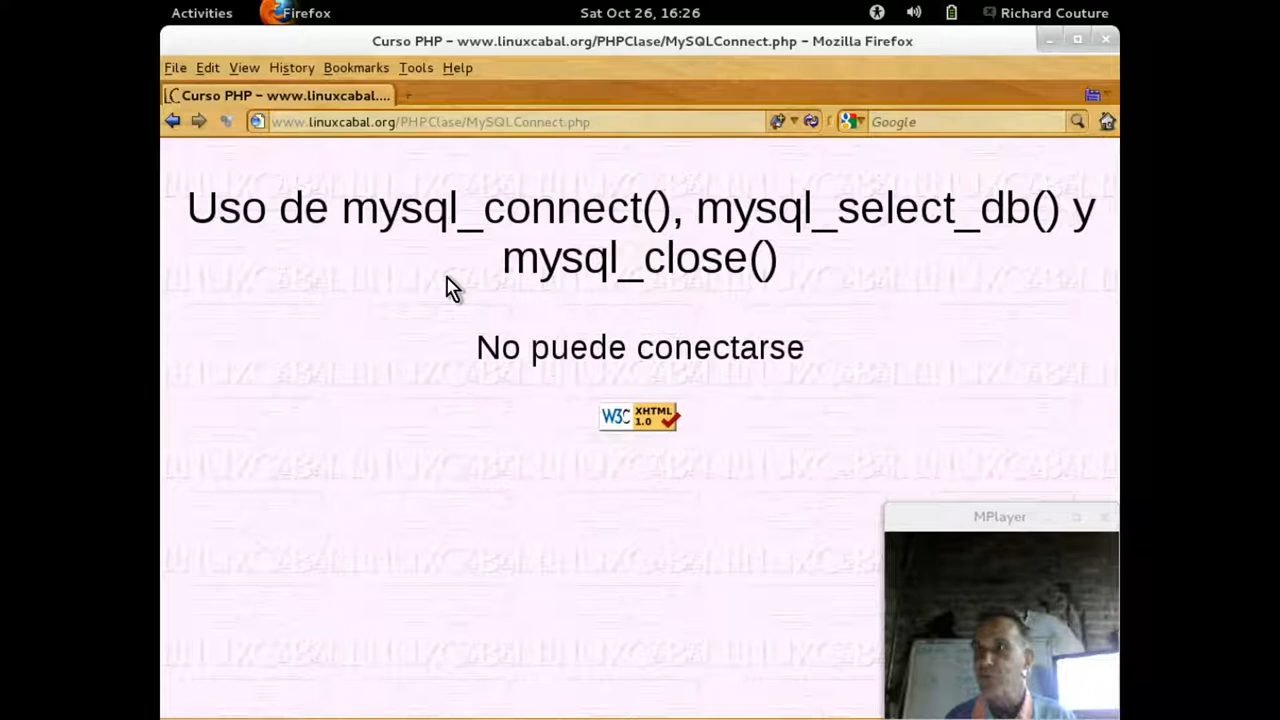 Activities Firefox Sat Oct 26, 16:26 Richard Couture
Curso PHP - www.linuxcabal.org/PHPClase/MySQLConnect.php - Mozilla Firefox
File Edit View History Bookmarks Tools Help
Curso PHP - www.linuxcabal....
www.linuxcabal.org/PHPClase/MySQLConnect.php Google
Uso de mysql_connect(), mysql_select_db() y
mysql_close()
No puede conectarse
W3C XHTML
1.0
MPlayer